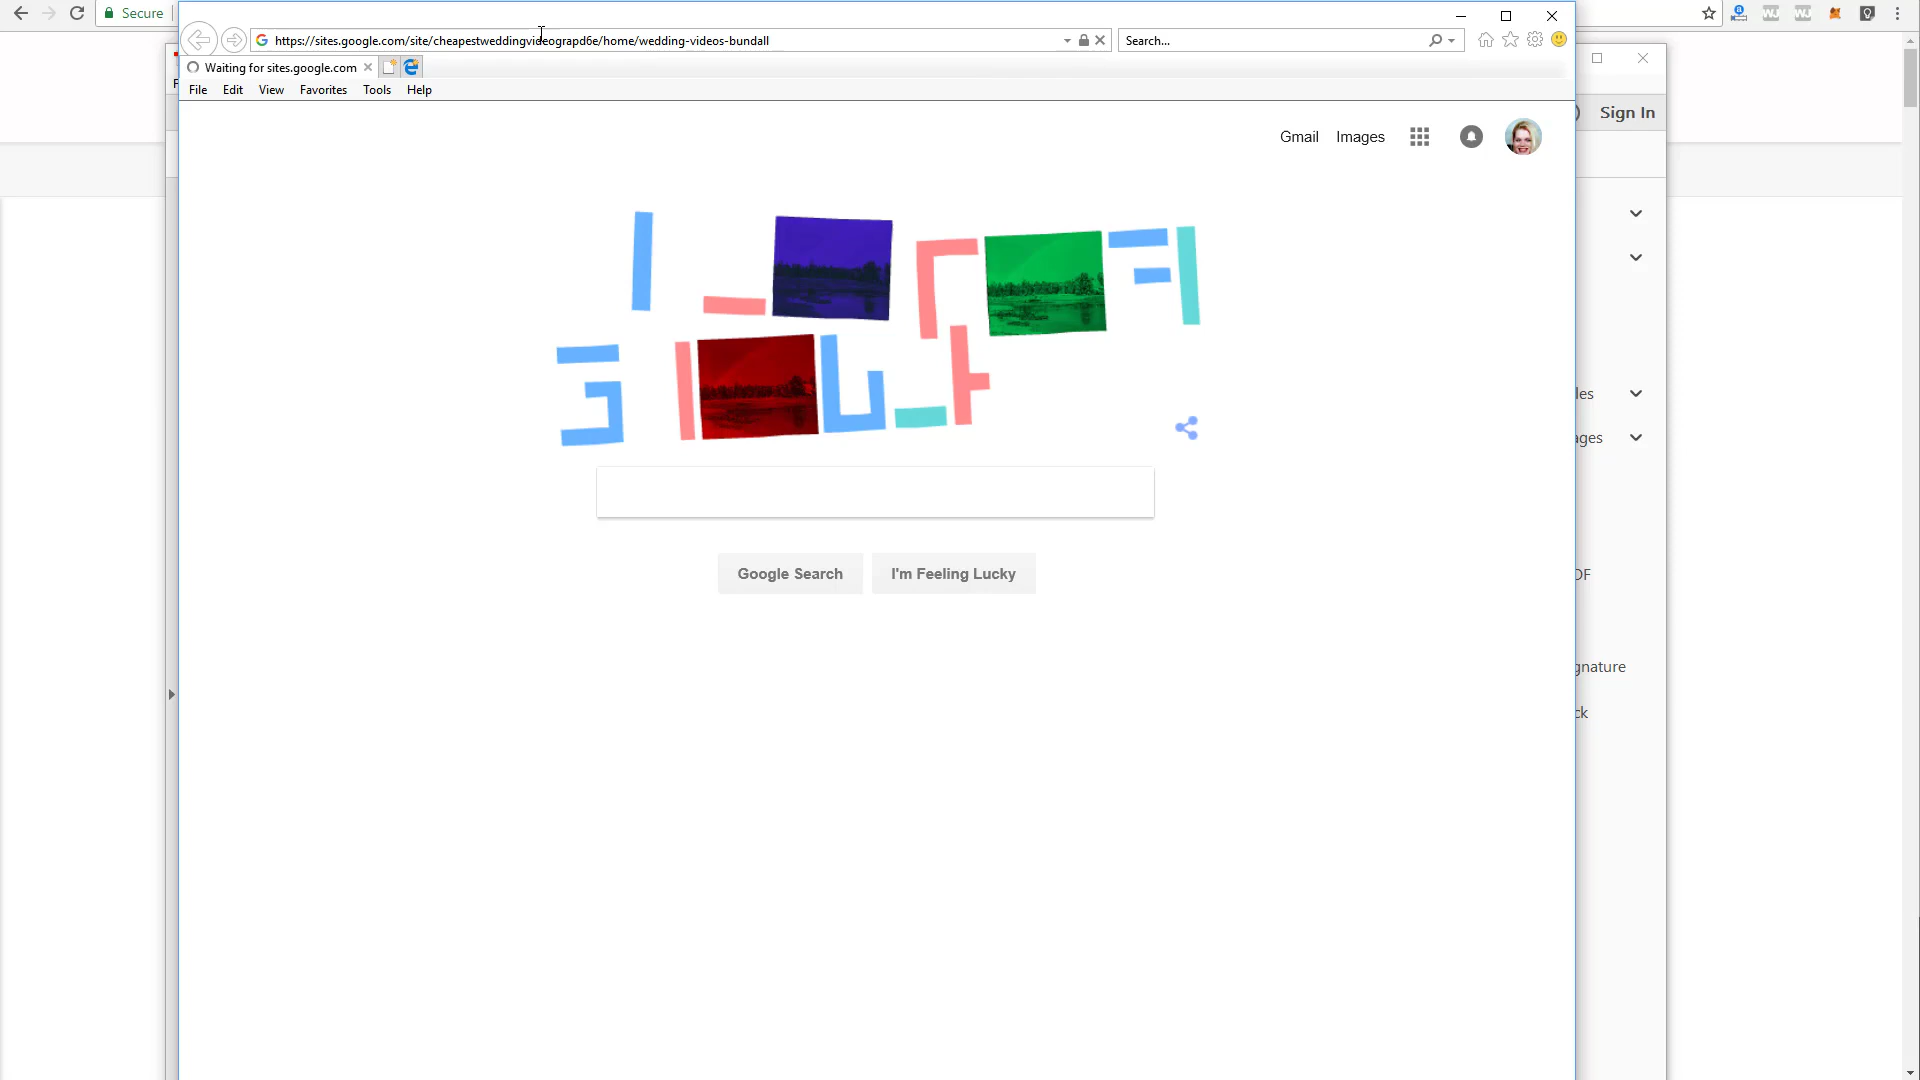 Secure
https://sites.google.com/site/cheapestweddingvideograpd6e/home/wedding-videos-bundall
Search...
Waiting for sites.google.com
File Edit View Favorites Tools Help
Sign In
Gmail Images
les
ages
Google Search I'm Feeling Lucky
DF
gnature
ck